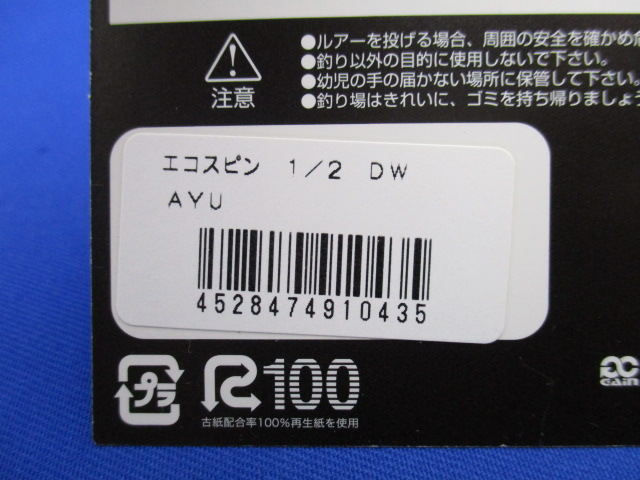 ●ルアーを投げる場合、周囲の安全を確かめ危
●釣り以外の目的に使用しないで下さい。
●幼児の手の届かない場所に保管して下さい。
●釣り場はきれいに、ゴミを持ち帰りましょう
注意
エコスピン 1/2 DW
AYU
4528474910435
プラ
R100
古紙配合率100%再生紙を使用
GAIN